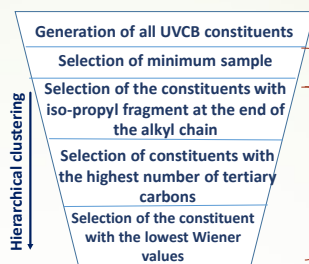 Generation of all UVCB constituents
Selection of minimum sample
Selection of the constituents with
iso-propyl fragment at the end of
the alkyl chain
Selection of constituents with
the highest number of tertiary
carbons
Selection of the constituent
with the lowest Wiener
values
Hierarchical clustering